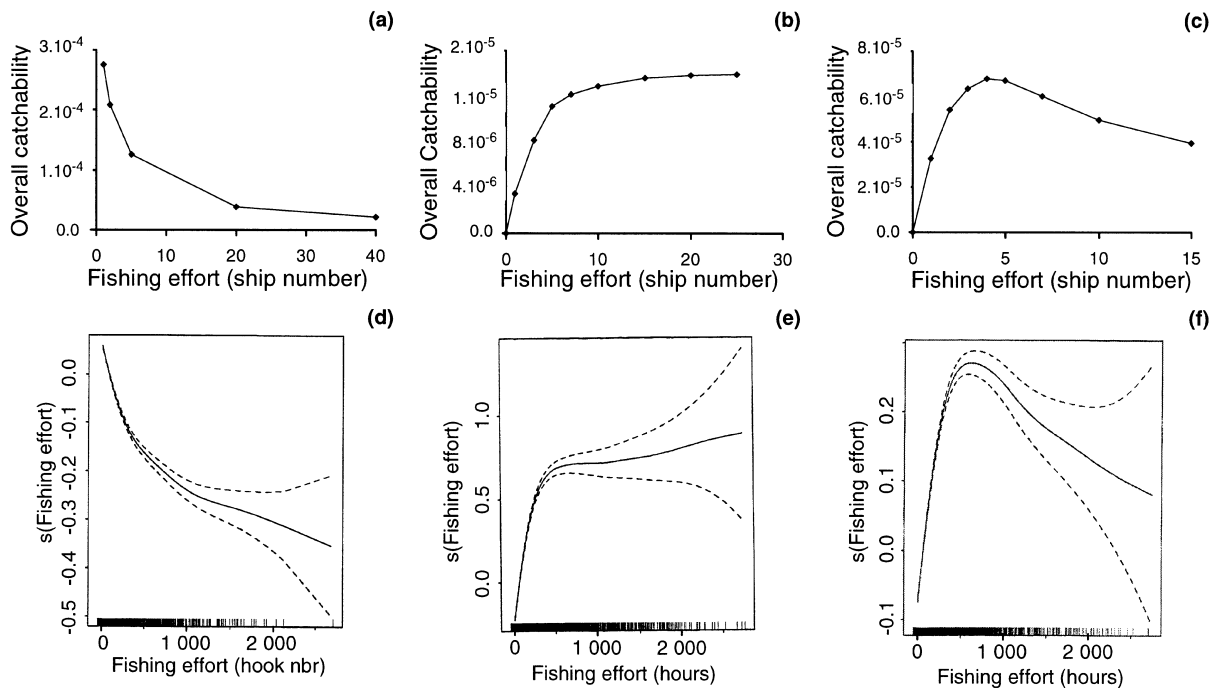 (a)
Overall catchability
3.10-4
2.10-4
1.10-4
0.0
0 10 20 30 40
Fishing effort (ship number)
(b)
Overall Catchability
2.10-5
1.10-5
8.10-6
4.10-6
0.0
0 10 20 30
Fishing effort (ship number)
(c)
Overall catchability
8.10-5
6.10-5
4.10-5
2.10-5
0.0
0 5 10 15
Fishing effort (ship number)
(d)
s(Fishing effort)
0.0
-0.1
-0.2
-0.3
-0.4
-0.5
0 1 000 2 000
Fishing effort (hook nbr)
(e)
s(Fishing effort)
1.0
0.5
0.0
0 1 000 2 000
Fishing effort (hours)
(f)
s(Fishing effort)
0.2
0.1
0.0
-0.1
0 1 000 2 000
Fishing effort (hours)